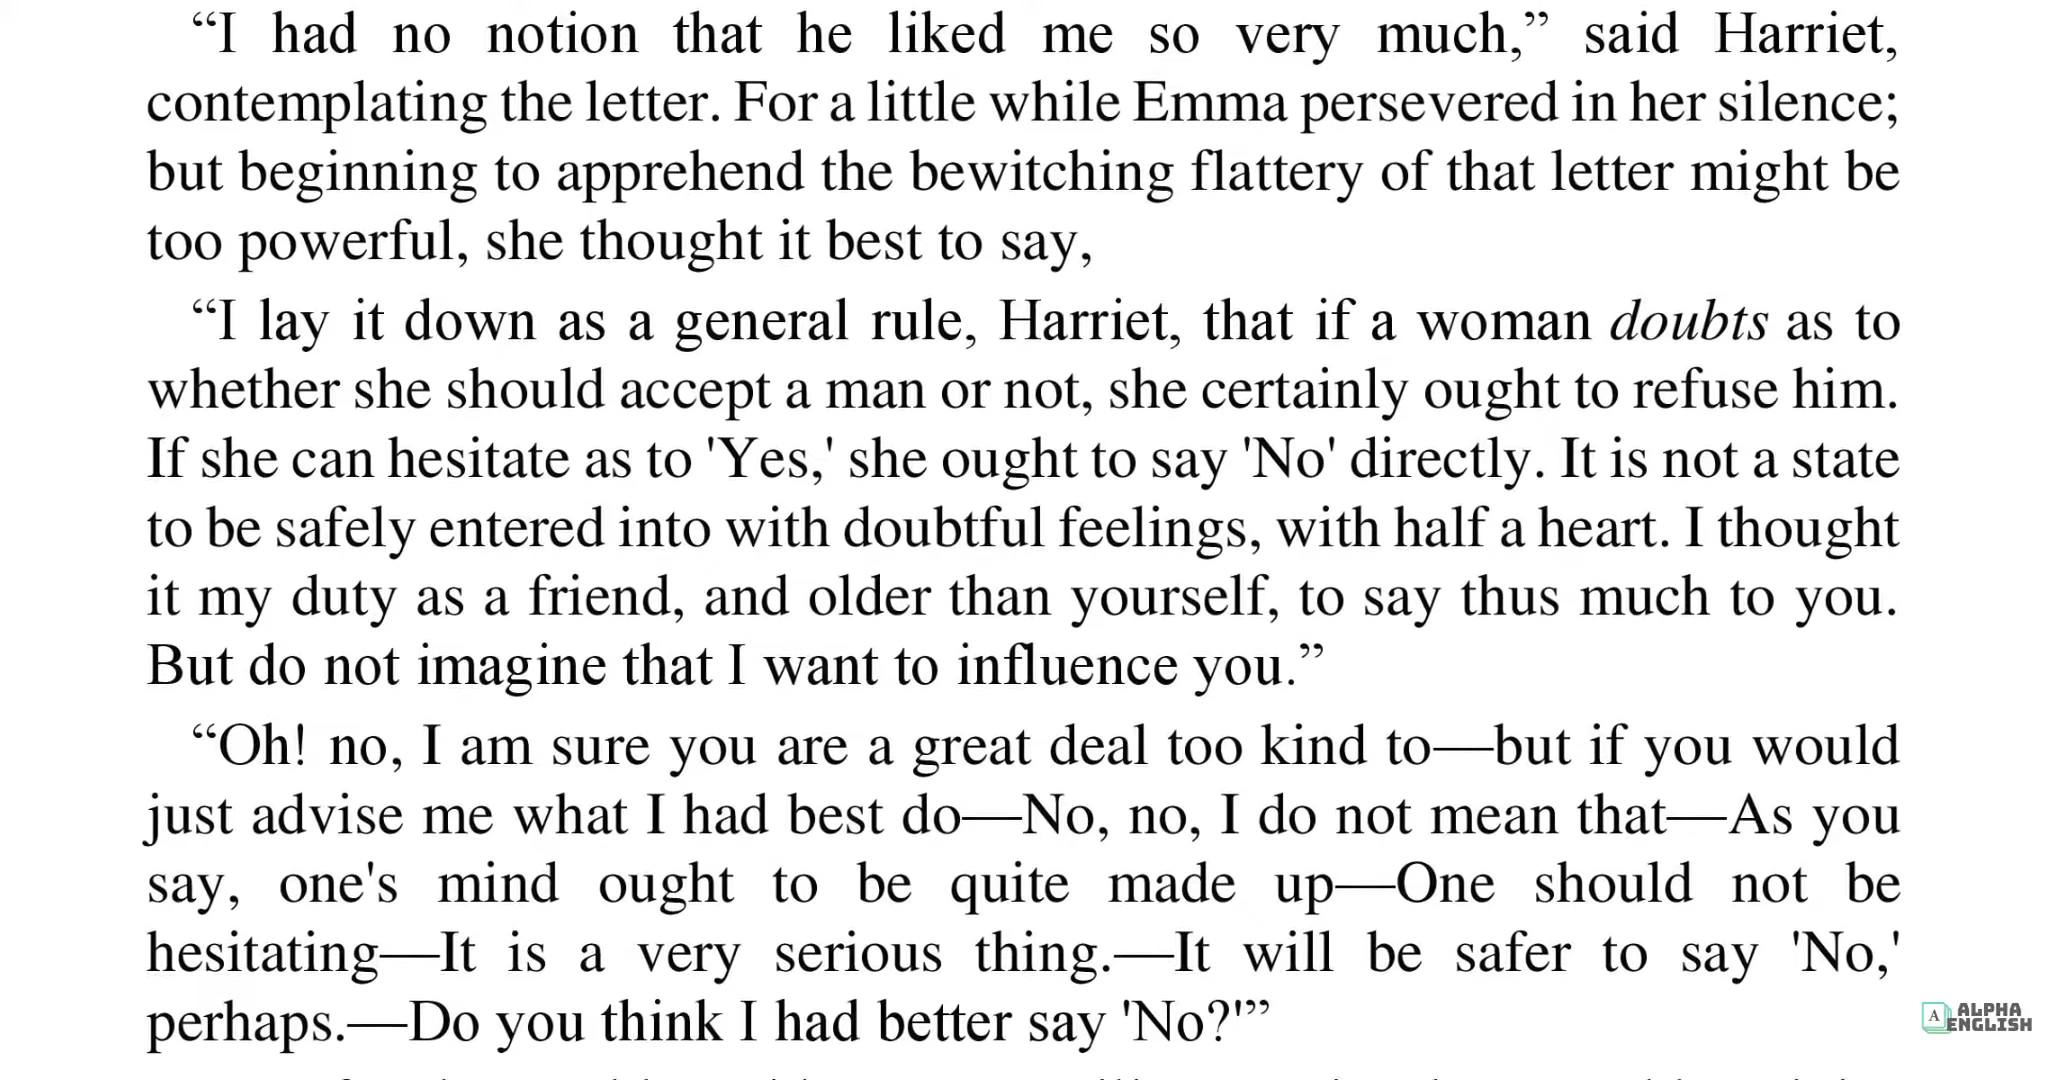 “I had no notion that he liked me so very much,” said Harriet,
contemplating the letter. For a little while Emma persevered in her silence;
but beginning to apprehend the bewitching flattery of that letter might be
too powerful, she thought it best to say,
“I lay it down as a general rule, Harriet, that if a woman doubts as to
whether she should accept a man or not, she certainly ought to refuse him.
If she can hesitate as to 'Yes,' she ought to say 'No' directly. It is not a state
to be safely entered into with doubtful feelings, with half a heart. I thought
it my duty as a friend, and older than yourself, to say thus much to you.
But do not imagine that I want to influence you.”
“Oh! no, I am sure you are a great deal too kind to—but if you would
just advise me what I had best do—No, no, I do not mean that—As you
say, one's mind ought to be quite made up—One should not be
hesitating—It is a very serious thing.—It will be safer to say 'No,'
perhaps.—Do you think I had better say 'No?'”
A ALPHA
ENGLISH